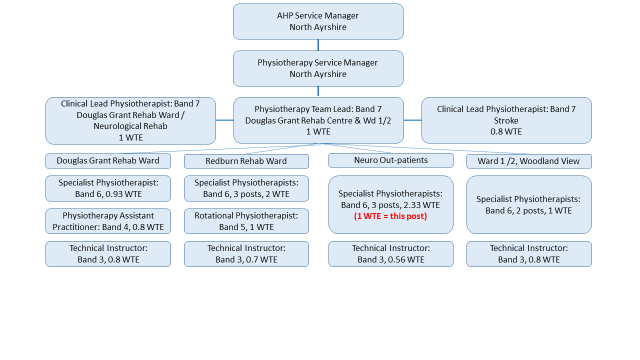 AHP Service Manager
North Ayrshire
Physiotherapy Service Manager
North Ayrshire
Clinical Lead Physiotherapist: Band 7
Douglas Grant Rehab Ward /
Neurological Rehab
1 WTE
Physiotherapy Team Lead: Band 7
Douglas Grant Rehab Centre & Wd 1/2
1 WTE
Clinical Lead Physiotherapist: Band 7
Stroke
0.8 WTE
Douglas Grant Rehab Ward
Redburn Rehab Ward
Neuro Out-patients
Ward 1 /2, Woodland View
Specialist Physiotherapist:
Band 6, 0.93 WTE
Specialist Physiotherapists:
Band 6, 3 posts, 2 WTE
Specialist Physiotherapists:
Band 6, 3 posts, 2.33 WTE
(1 WTE = this post)
Specialist Physiotherapists:
Band 6, 2 posts, 1 WTE
Physiotherapy Assistant
Practitioner: Band 4, 0.8 WTE
Rotational Physiotherapist:
Band 5, 1 WTE
Technical Instructor:
Band 3, 0.8 WTE
Technical Instructor:
Band 3, 0.7 WTE
Technical Instructor:
Band 3, 0.56 WTE
Technical Instructor:
Band 3, 0.8 WTE